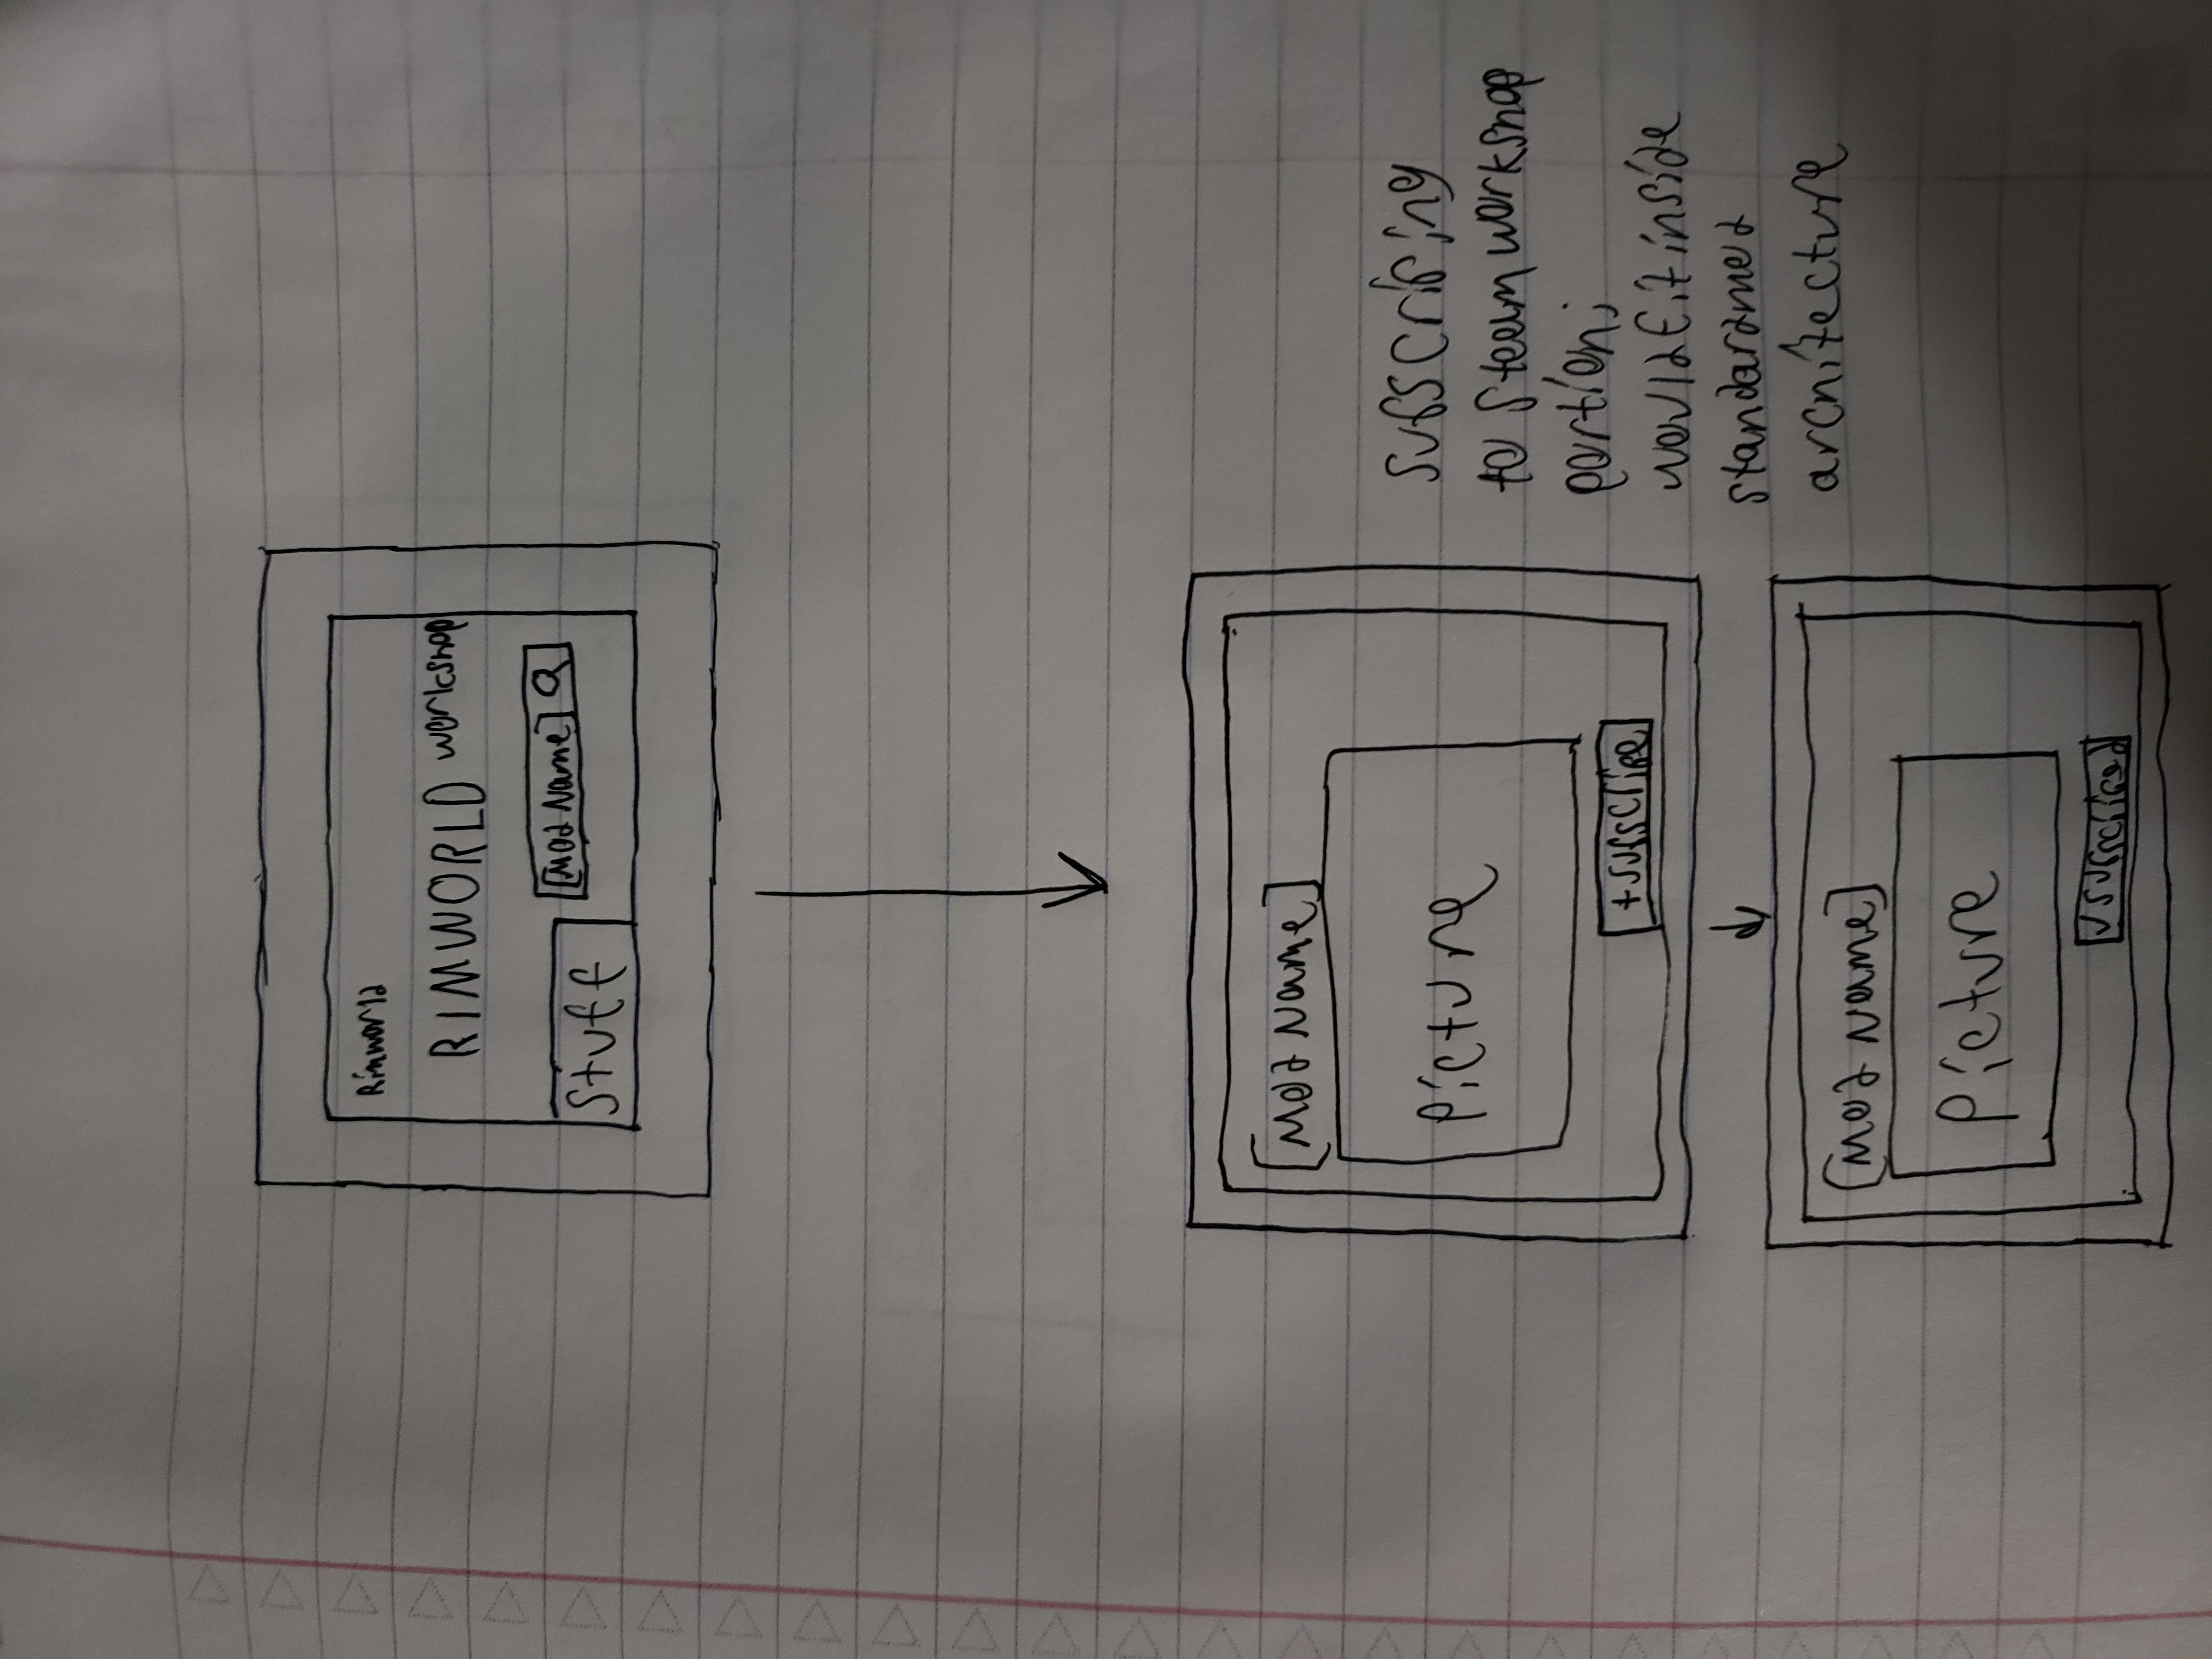 Rimworld
RIMWORLD workshop
[Mod Name]
Stuff
[Mod Name]
Picture
+subscribe
subscribing
to Steam workshop
portion;
would fit inside
architecture
[Mod Name]
Picture
✓subscribed